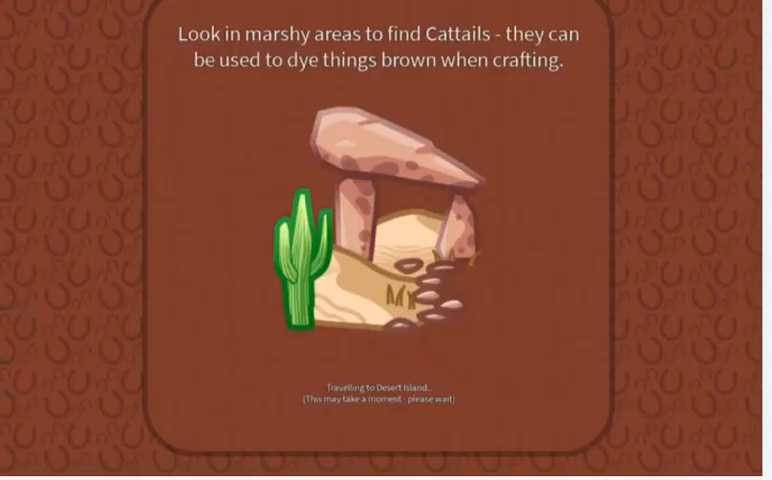 Look in marshy areas to find Cattails - they can
be used to dye things brown when crafting.
Travelling to Desert Island...
(This may take a moment - please wait)